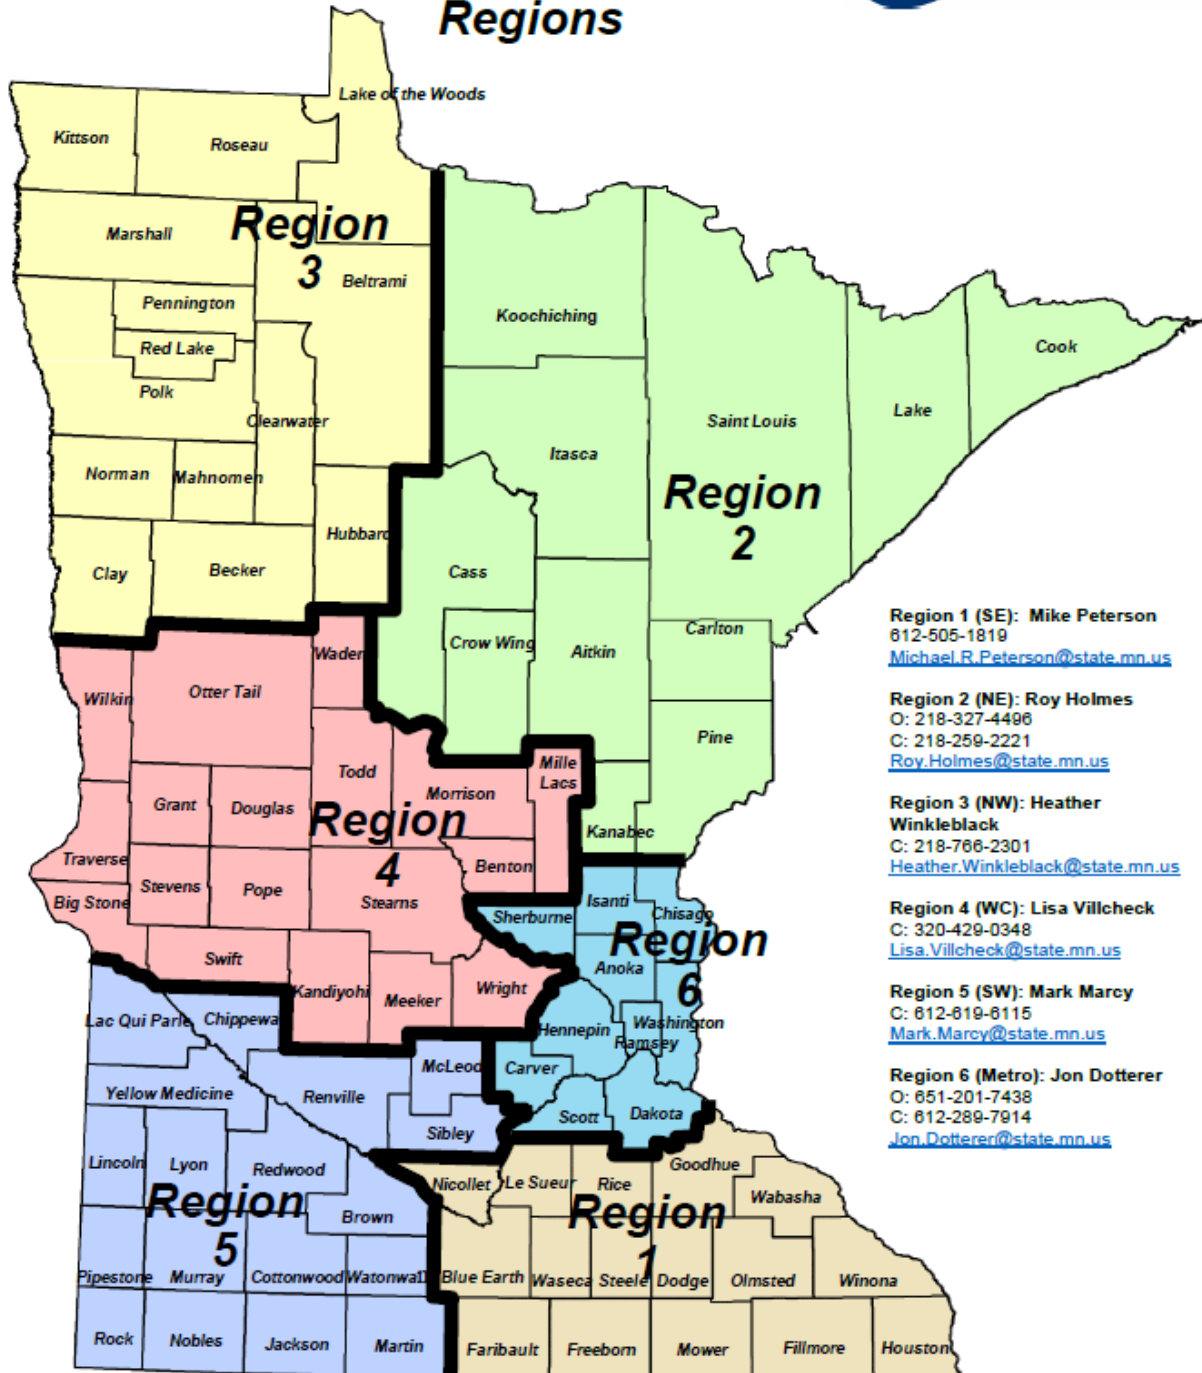 Regions
Lake of the Woods
Kittson
Roseau
Marshall
Region
3
Beltrami
Pennington
Red Lake
Polk
Clearwater
Norman
Mahnomen
Hubbard
Clay
Becker
Koochiching
Cook
Lake
Saint Louis
Itasca
Region
2
Cass
Crow Wing
Aitkin
Carlton
Pine
Kanabec
Waden
Wilkin
Otter Tail
Todd
Morrison
Mille
Lacs
Grant
Douglas
Region
4
Traverse
Stevens
Pope
Stearns
Benton
Big Stone
Swift
Kandiyohi
Meeker
Wright
Sherburne
Isanti
Chisago
Region
6
Anoka
Hennepin
Washington
Ramsey
Carver
Scott
Dakota
Lac Qui Parle
Chippewa
McLeod
Yellow Medicine
Renville
Sibley
Lincoln
Lyon
Redwood
Region
5
Brown
Pipestone
Murray
Cottonwood
Watonwan
Rock
Nobles
Jackson
Martin
Nicollet
Le Sueur
Rice
Goodhue
Wabasha
Region
1
Blue Earth
Waseca
Steele
Dodge
Olmsted
Winona
Faribault
Freeborn
Mower
Fillmore
Houston
Region 1 (SE): Mike Peterson
612-505-1819
Michael.R.Peterson@state.mn.us
Region 2 (NE): Roy Holmes
O: 218-327-4496
C: 218-259-2221
Roy.Holmes@state.mn.us
Region 3 (NW): Heather
Winkleblack
C: 218-766-2301
Heather.Winkleblack@state.mn.us
Region 4 (WC): Lisa Villcheck
C: 320-429-0348
Lisa.Villcheck@state.mn.us
Region 5 (SW): Mark Marcy
C: 612-619-6115
Mark.Marcy@state.mn.us
Region 6 (Metro): Jon Dotterer
O: 651-201-7438
C: 612-289-7914
Jon.Dotterer@state.mn.us